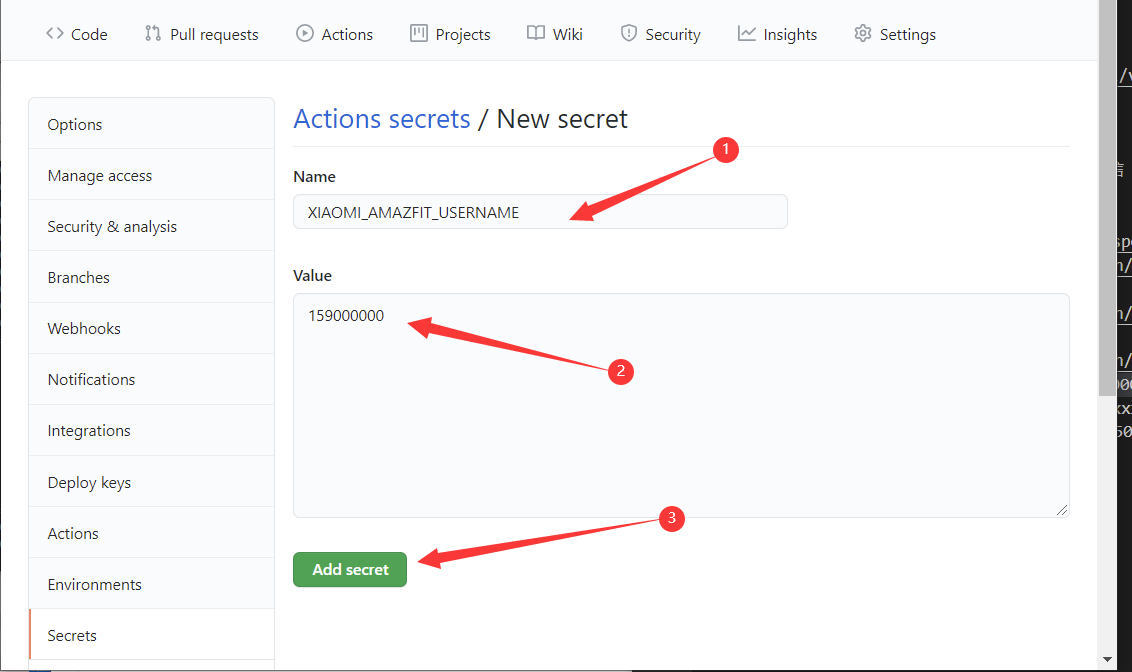 Code Pull requests Actions Projects Wiki Security Insights Settings
Options
Manage access
Security & analysis
Branches
Webhooks
Notifications
Integrations
Deploy keys
Actions
Environments
Secrets
Actions secrets / New secret
1
Name
XIAOMI_AMAZFIT_USERNAME
Value
159000000
2
3
Add secret